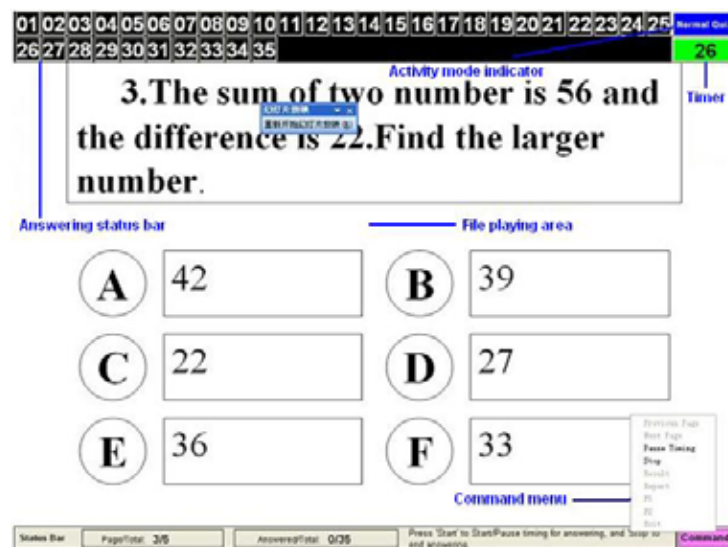 01 02 03 04 05 06 07 08 09 10 11 12 13 14 15 16 17 18 19 20 21 22 23 24 25 Normal Qui
26 27 28 29 30 31 32 33 34 35 26
Activity mode indicator
Timer
3.The sum of two number is 56 and
the difference is 22.Find the larger
number.
Answering status bar
File playing area
A 42
B 39
C 22
D 27
E 36
F 33
Previous Page
Next Page
Pause Timing
Stop
Result
Report
Exit
Command menu
Status Bar Page/Total: 3/5 Answered/Total: 0/35 Press 'Start' to Start/Pause timing for answering, and 'Stop' to
end answering. Command